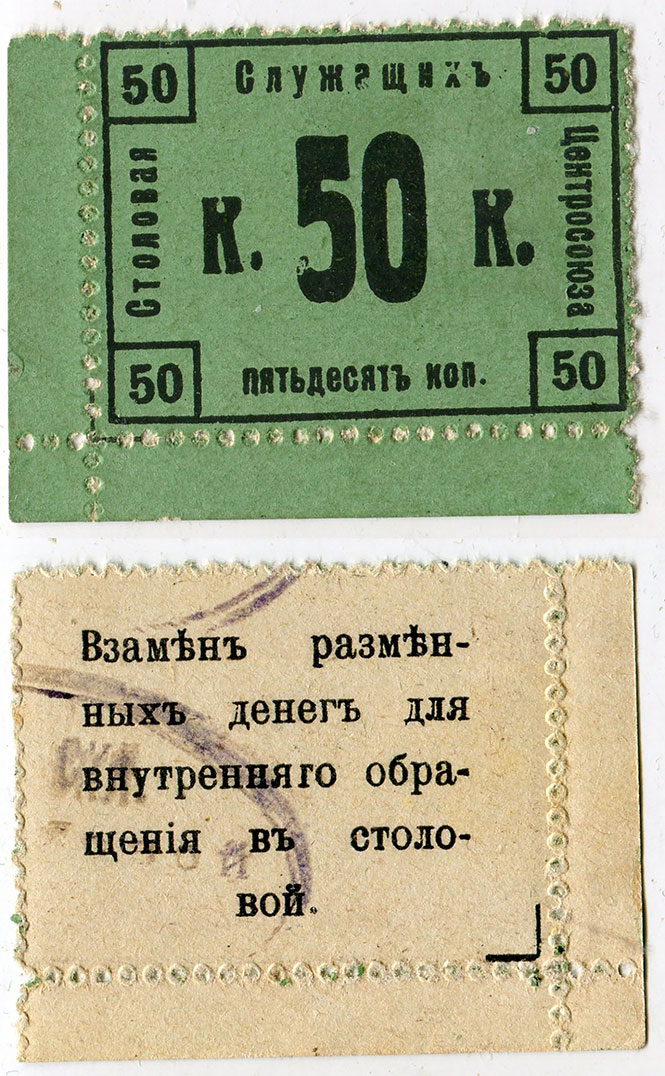 50
Служащихъ
50
Столовая
к. 50 к.
Центросоюза
50
пятьдесятъ коп.
50
Взамѣнъ размѣн-
ныхъ денегъ для
внутренняго обра-
щенія въ столо-
вой.